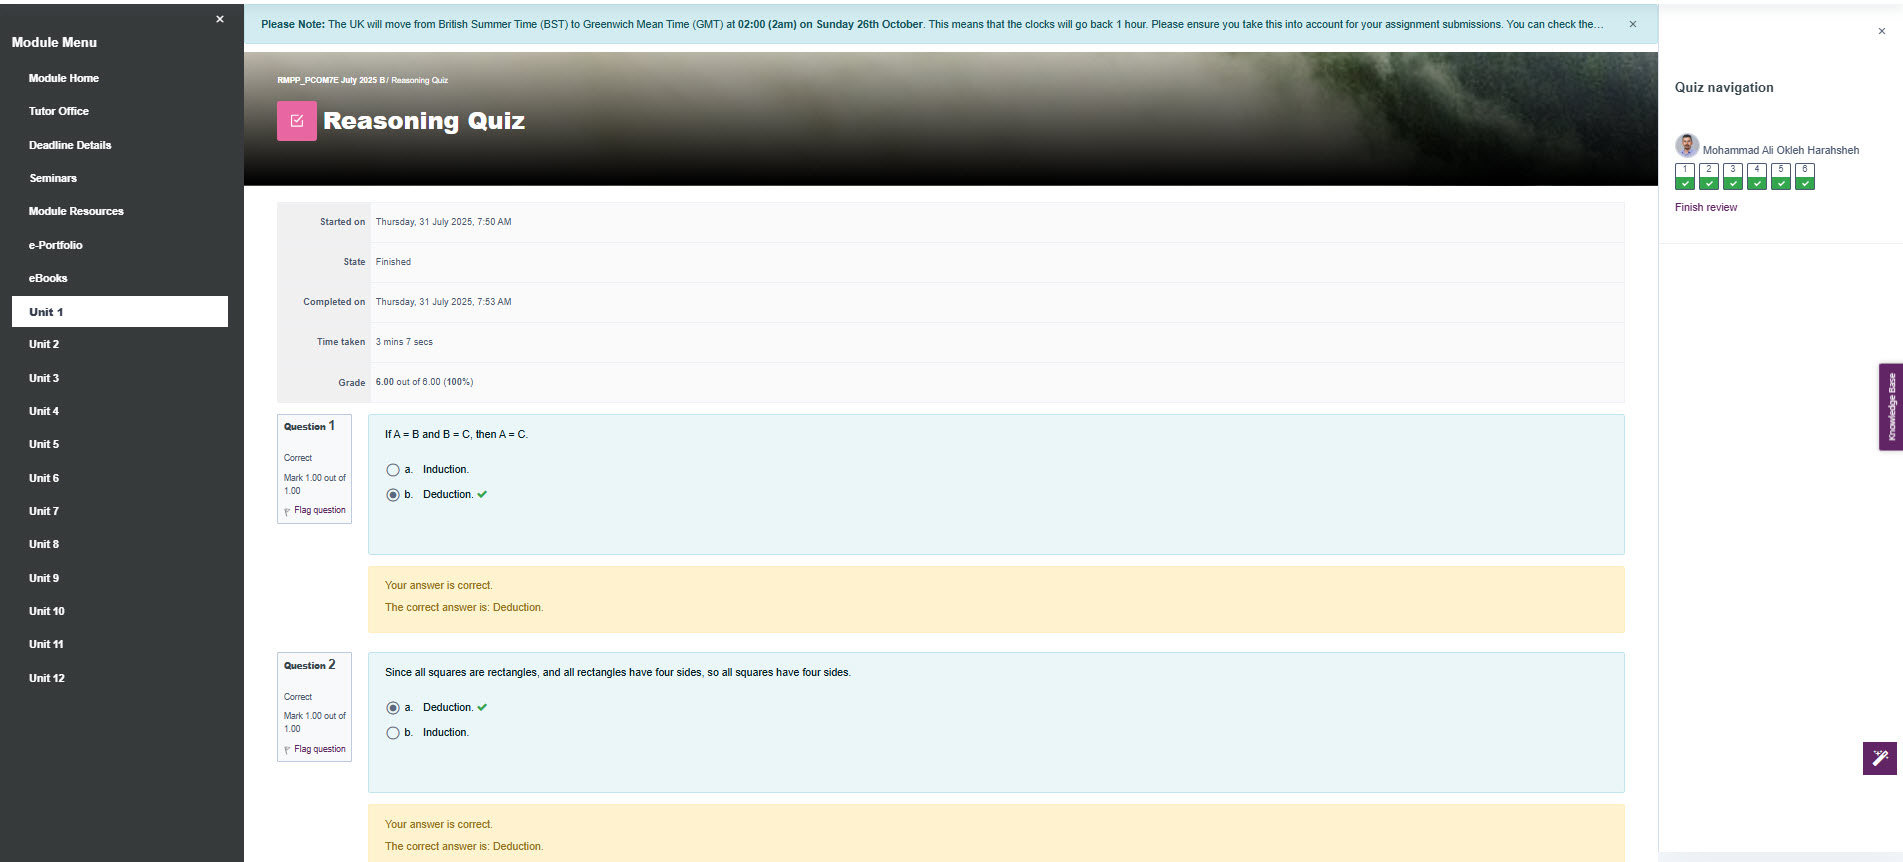 Module Menu
Module Home
Tutor Office
Deadline Details
Seminars
Module Resources
e-Portfolio
eBooks
Unit 1
Unit 2
Unit 3
Unit 4
Unit 5
Unit 6
Unit 7
Unit 8
Unit 9
Unit 10
Unit 11
Unit 12
Please Note: The UK will move from British Summer Time (BST) to Greenwich Mean Time (GMT) at 02:00 (2am) on Sunday 26th October. This means that the clocks will go back 1 hour. Please ensure you take this into account for your assignment submissions. You can check the...
RMPP_PCOM7E July 2025 B / Reasoning Quiz
Reasoning Quiz
Started on Thursday, 31 July 2025, 7:50 AM
State Finished
Completed on Thursday, 31 July 2025, 7:53 AM
Time taken 3 mins 7 secs
Grade 6.00 out of 6.00 (100%)
Question 1
Correct
Mark 1.00 out of
1.00
Flag question
If A = B and B = C, then A = C.
a. Induction.
b. Deduction.
Your answer is correct.
The correct answer is: Deduction.
Question 2
Correct
Mark 1.00 out of
1.00
Flag question
Since all squares are rectangles, and all rectangles have four sides, so all squares have four sides.
a. Deduction.
b. Induction.
Your answer is correct.
The correct answer is: Deduction.
Quiz navigation
Mohammad Ali Okleh Harahsheh
1 2 3 4 5 6
Finish review
Knowledge Base